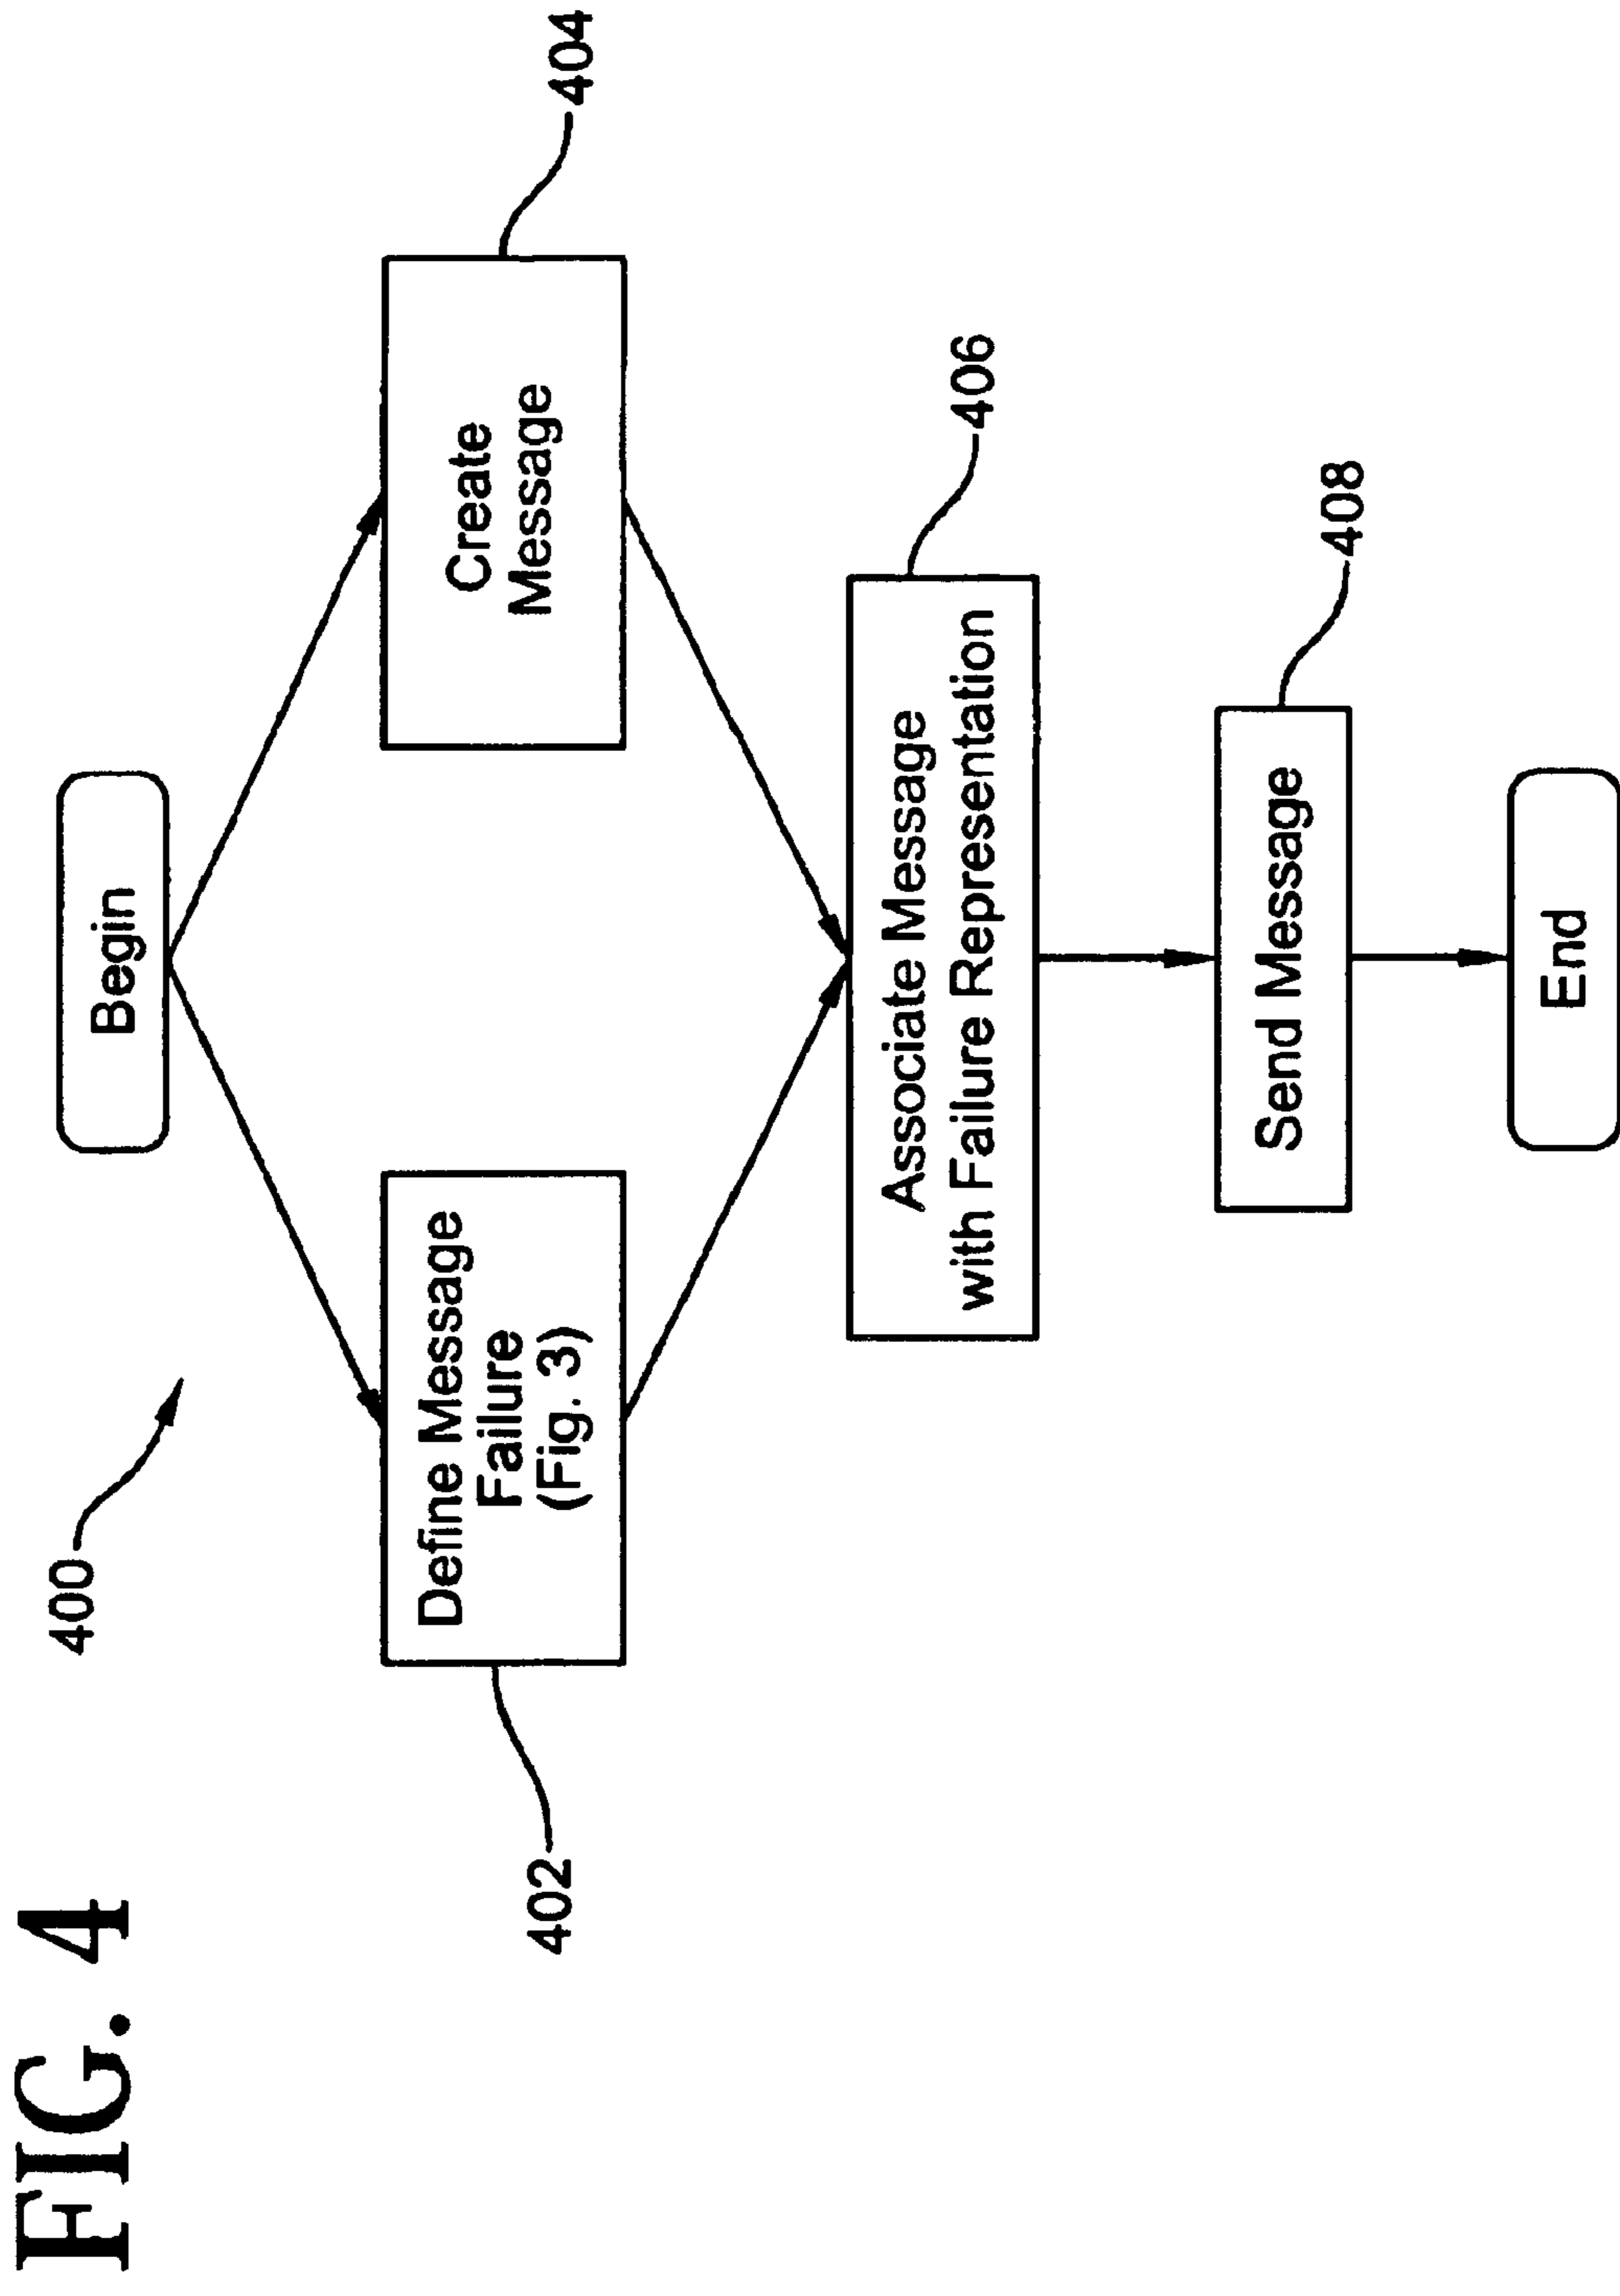 FIG. 4
400
Begin
402
Define Message
Failure
(Fig. 3)
Create
Message
404
Associate Message
with Failure Representation
406
Send Message
408
End